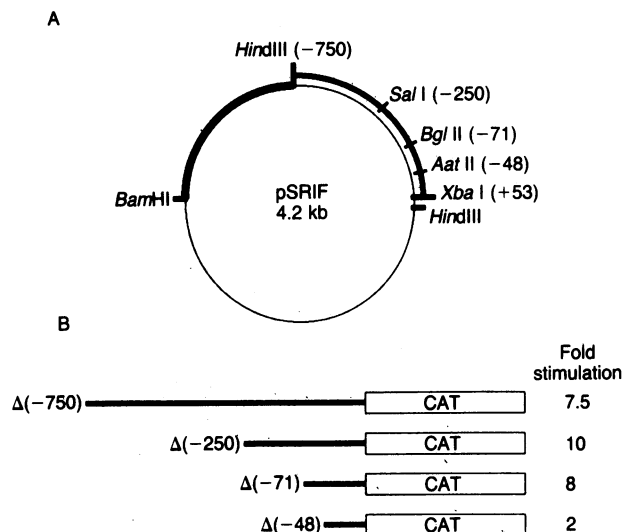 A
HindIII (−750)
Sal I (−250)
Bgl II (−71)
Aat II (−48)
BamHI
pSRIF
4.2 kb
Xba I (+53)
HindIII
B
Fold
stimulation
Δ(−750) CAT 7.5
Δ(−250) CAT 10
Δ(−71) CAT 8
Δ(−48) CAT 2